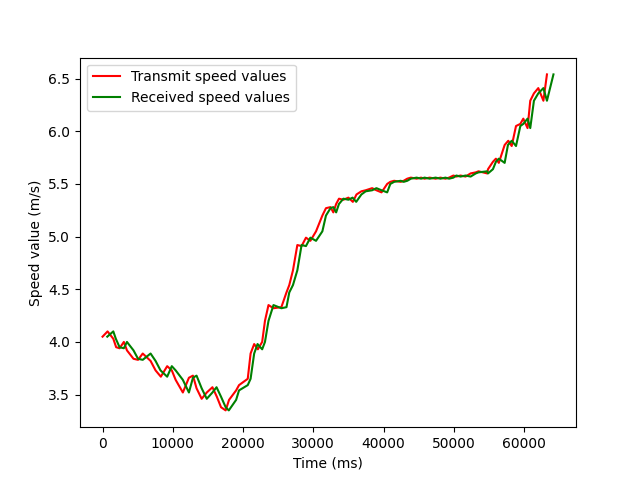 Transmit speed values
Received speed values
6.5
6.0
5.5
5.0
4.5
4.0
3.5
Speed value (m/s)
0 10000 20000 30000 40000 50000 60000
Time (ms)